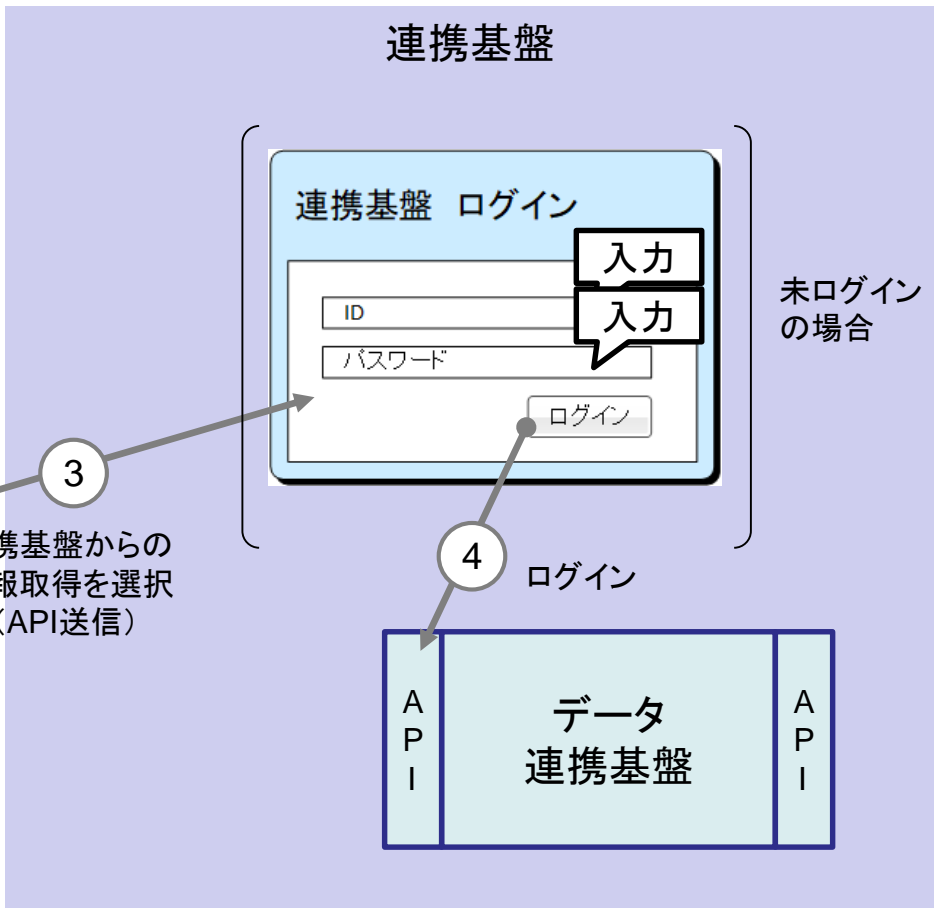 連携基盤
連携基盤 ログイン
入力
ID
入力
パスワード
ログイン
未ログイン
の場合
3
携基盤からの
報取得を選択
(API送信)
4
ログイン
API
データ
連携基盤
API